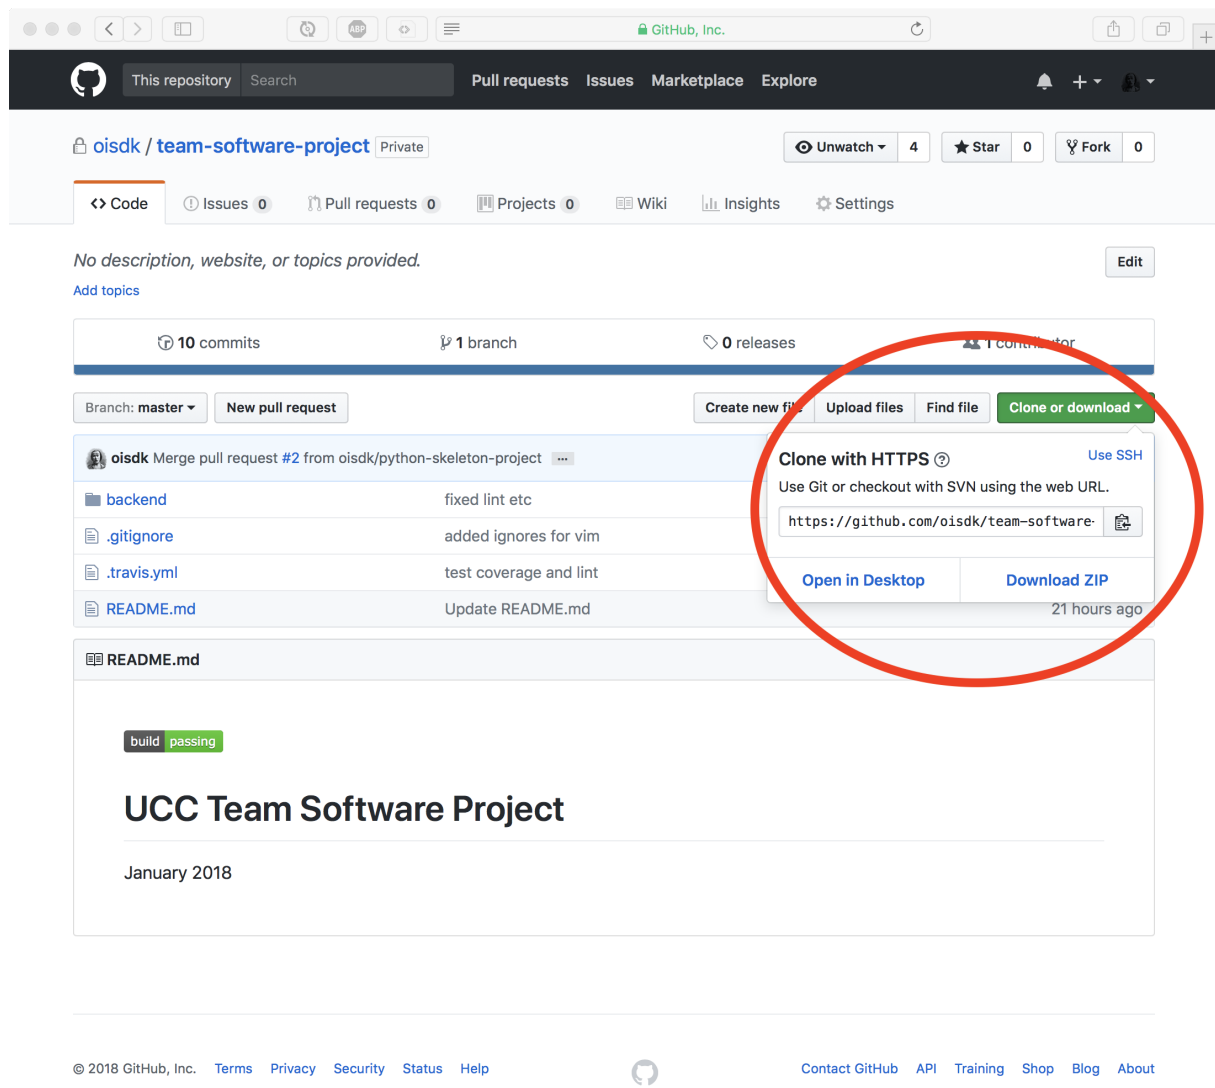 ABP GitHub, Inc.
This repository Search Pull requests Issues Marketplace Explore
oisdk / team-software-project Private Unwatch 4 Star 0 Fork 0
Code Issues 0 Pull requests 0 Projects 0 Wiki Insights Settings
No description, website, or topics provided. Edit
Add topics
10 commits 1 branch 0 releases 1 contributor
Branch: master New pull request Create new file Upload files Find file Clone or download
oisdk Merge pull request #2 from oisdk/python-skeleton-project ...
Clone with HTTPS ? Use SSH
Use Git or checkout with SVN using the web URL.
https://github.com/oisdk/team-software-
Open in Desktop Download ZIP
backend fixed lint etc
.gitignore added ignores for vim
.travis.yml test coverage and lint
README.md Update README.md 21 hours ago
README.md
build passing
UCC Team Software Project
January 2018
© 2018 GitHub, Inc. Terms Privacy Security Status Help Contact GitHub API Training Shop Blog About